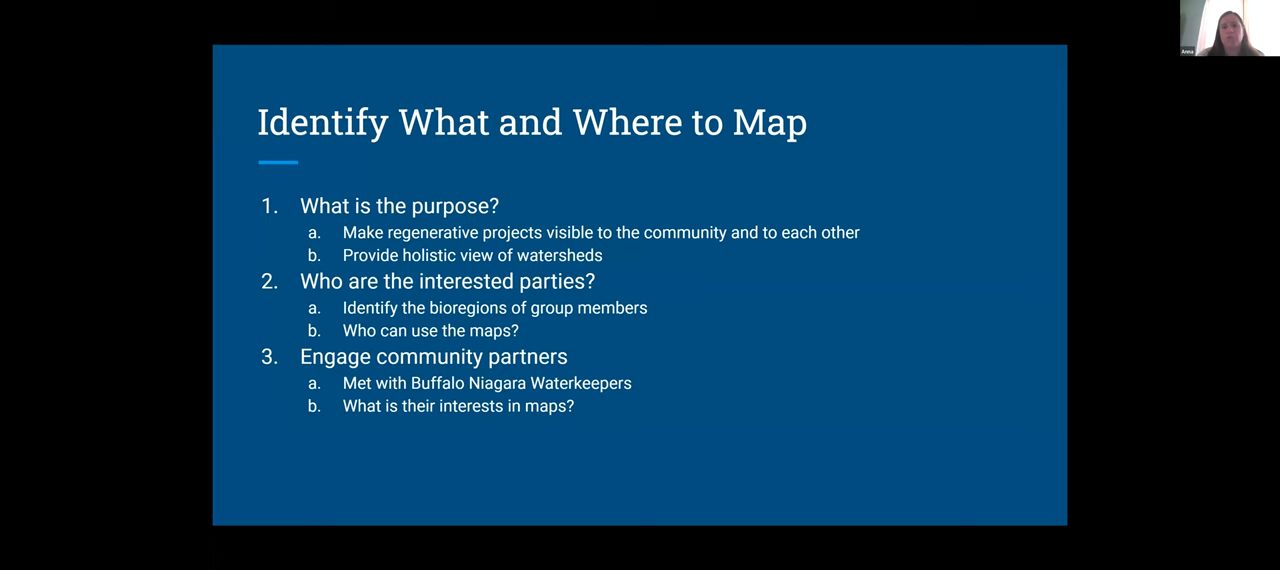 Anna
Identify What and Where to Map
1. What is the purpose?
a. Make regenerative projects visible to the community and to each other
b. Provide holistic view of watersheds
2. Who are the interested parties?
a. Identify the bioregions of group members
b. Who can use the maps?
3. Engage community partners
a. Met with Buffalo Niagara Waterkeepers
b. What is their interests in maps?